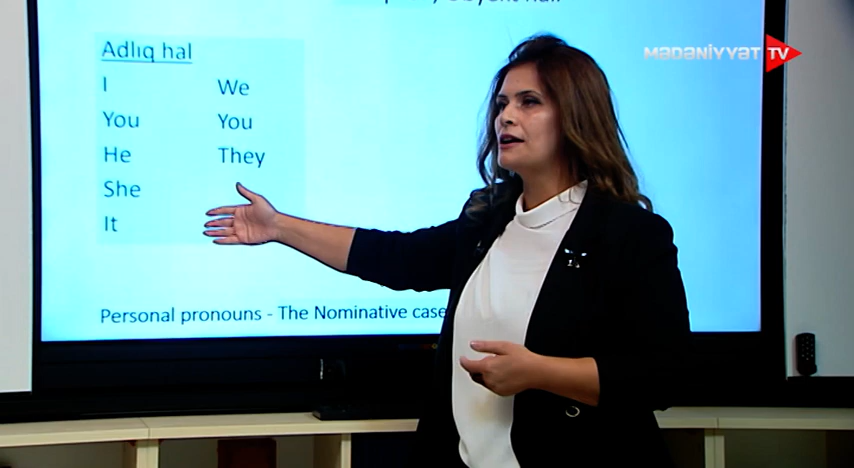 MƏDƏNİYYƏT TV
Adlıq hal
I We
You You
He They
She
It
Personal pronouns - The Nominative case